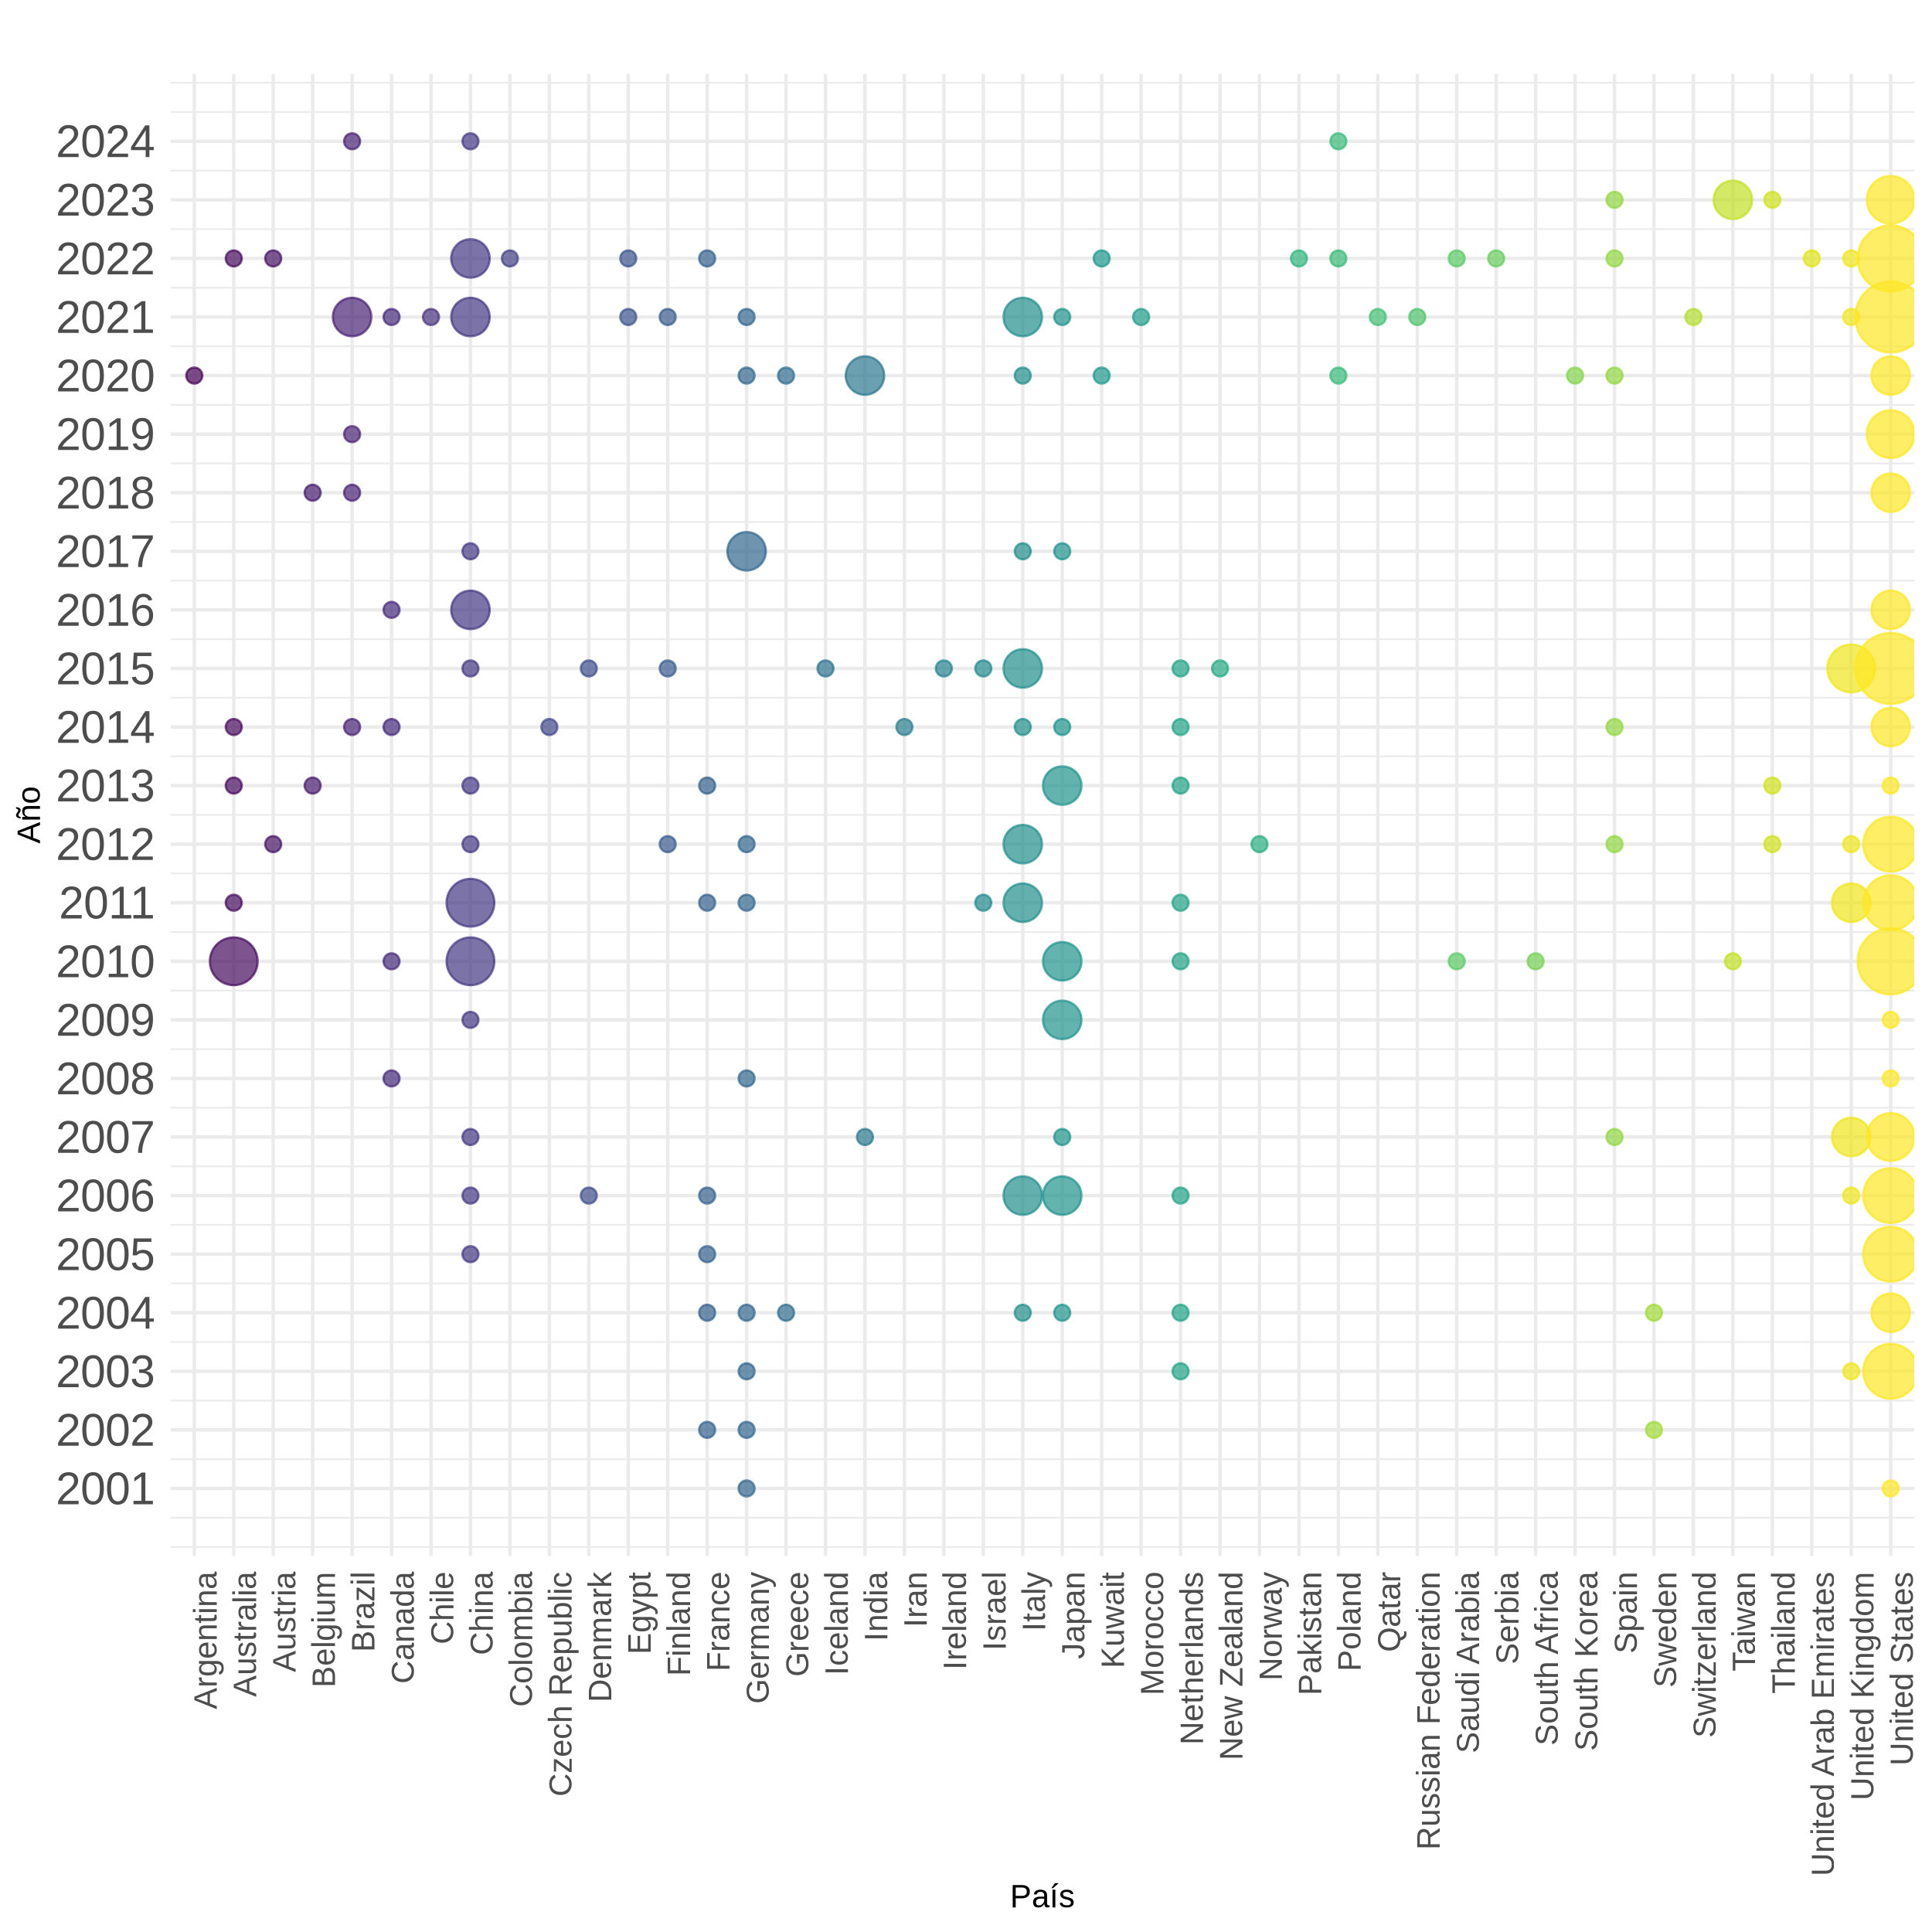 Año
2024
2023
2022
2021
2020
2019
2018
2017
2016
2015
2014
2013
2012
2011
2010
2009
2008
2007
2006
2005
2004
2003
2002
2001
Argentina
Australia
Austria
Belgium
Brazil
Canada
Chile
China
Colombia
Czech Republic
Denmark
Egypt
Finland
France
Germany
Greece
Iceland
India
Iran
Ireland
Israel
Italy
Japan
Kuwait
Morocco
Netherlands
New Zealand
Norway
Pakistan
Poland
Qatar
Russian Federation
Saudi Arabia
Serbia
South Africa
South Korea
Spain
Sweden
Switzerland
Taiwan
Thailand
United Arab Emirates
United Kingdom
United States
País